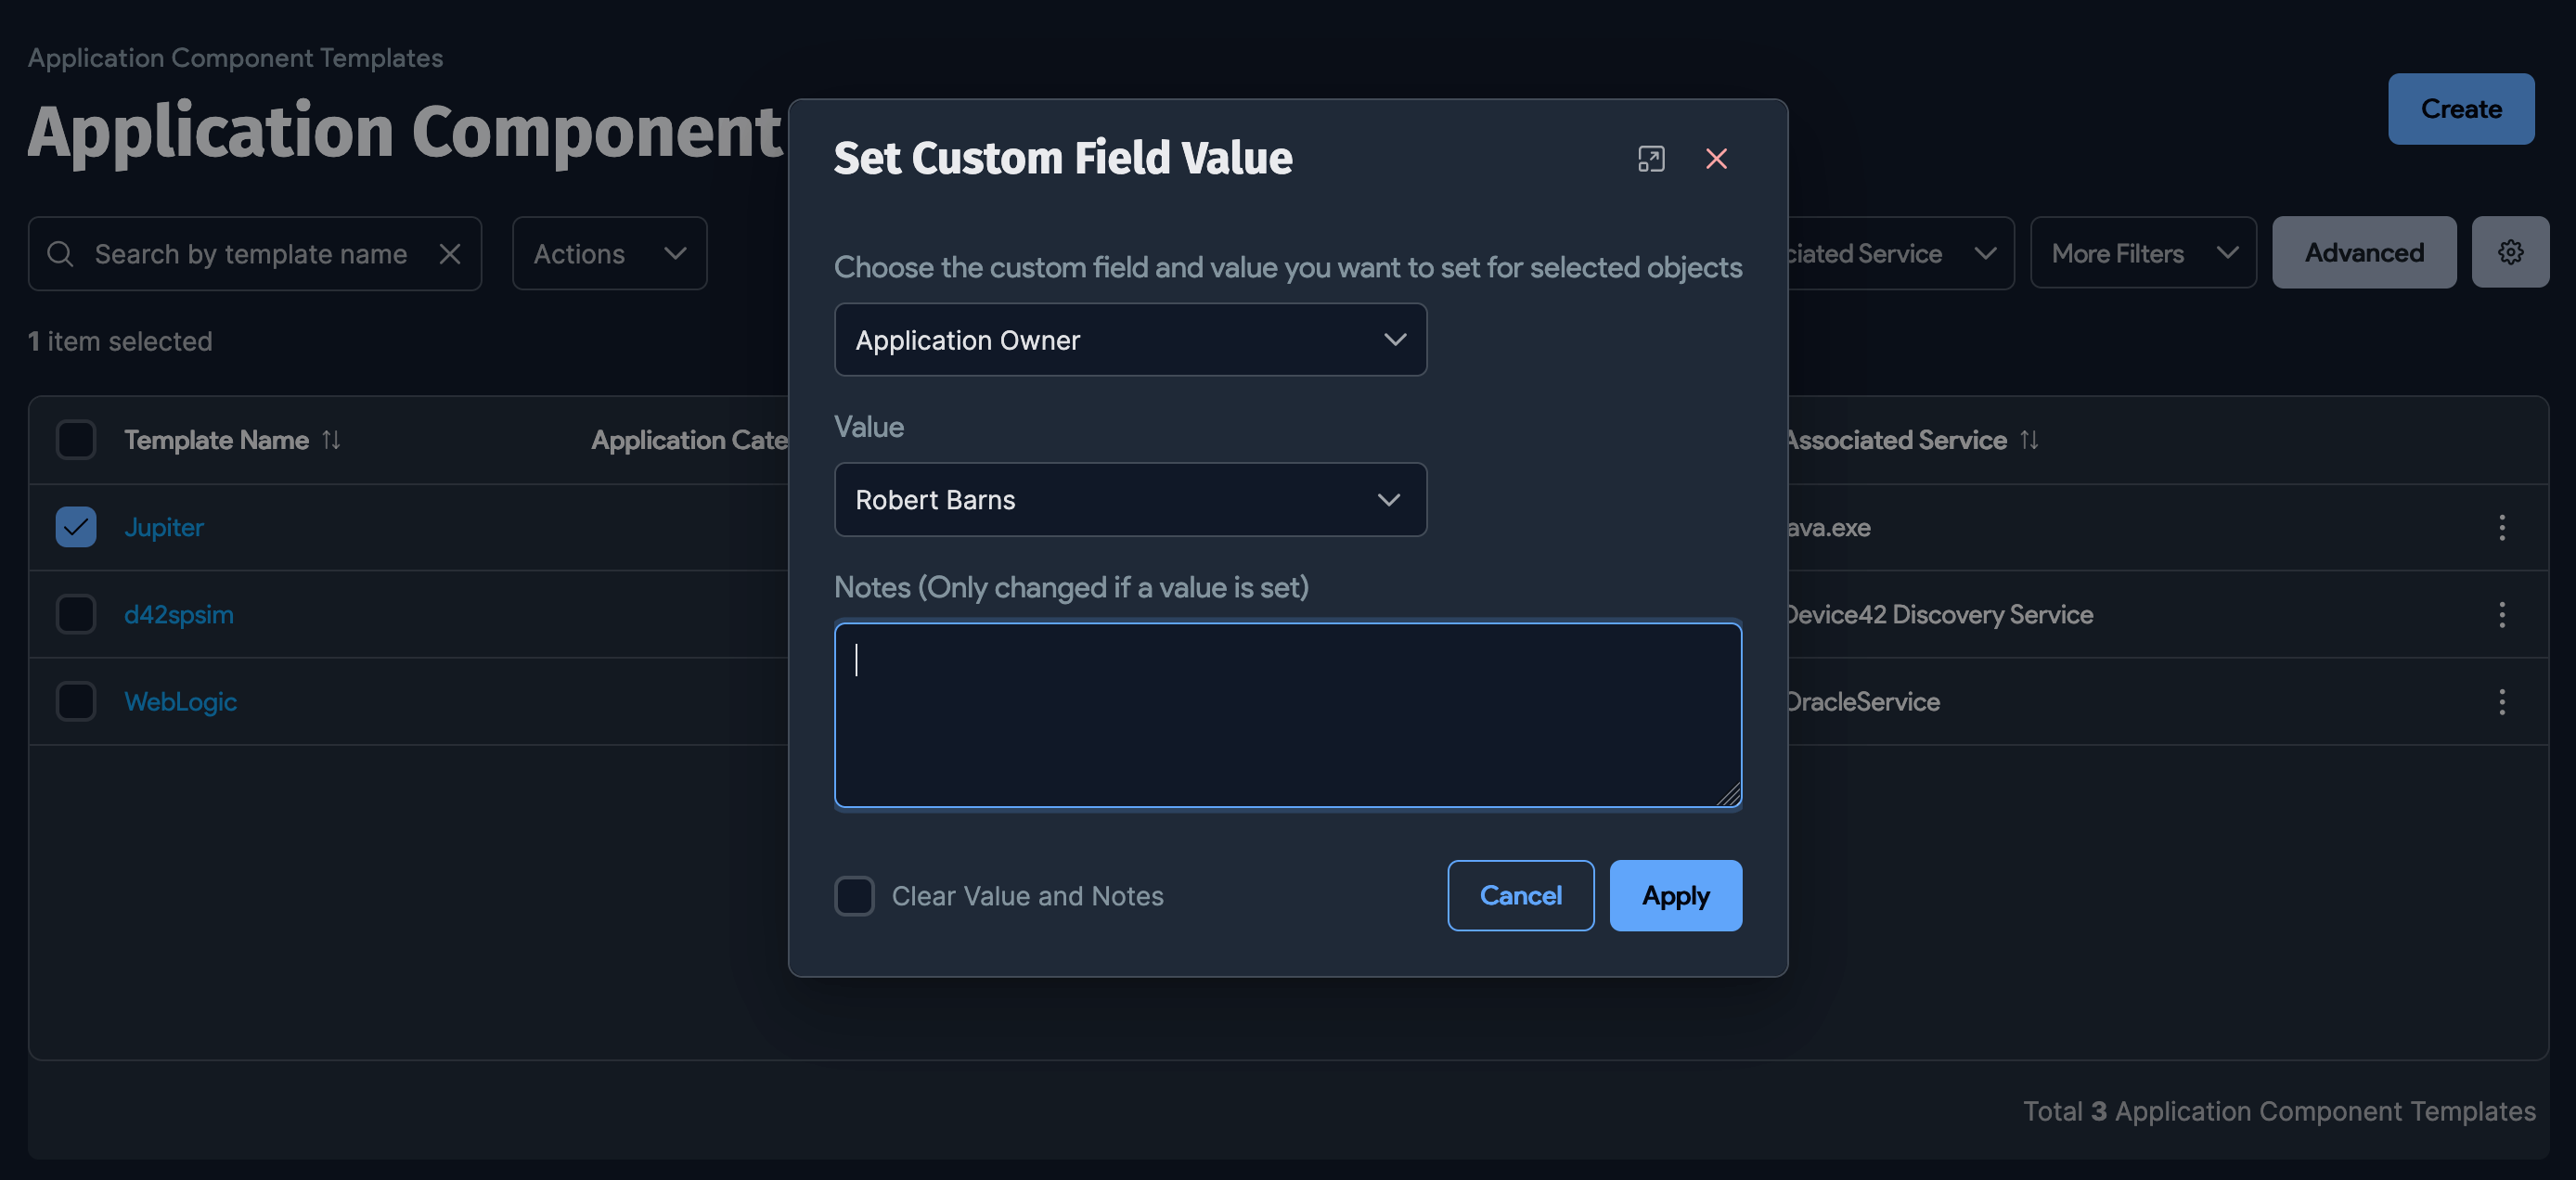 Application Component Templates
Application Component
Create
Search by template name
Actions
ciated Service
More Filters
Advanced
1 item selected
Template Name
Application Cate
Associated Service
Jupiter
ava.exe
d42spsim
Device42 Discovery Service
WebLogic
OracleService
Total 3 Application Component Templates
Set Custom Field Value
Choose the custom field and value you want to set for selected objects
Application Owner
Value
Robert Barns
Notes (Only changed if a value is set)
Clear Value and Notes
Cancel
Apply